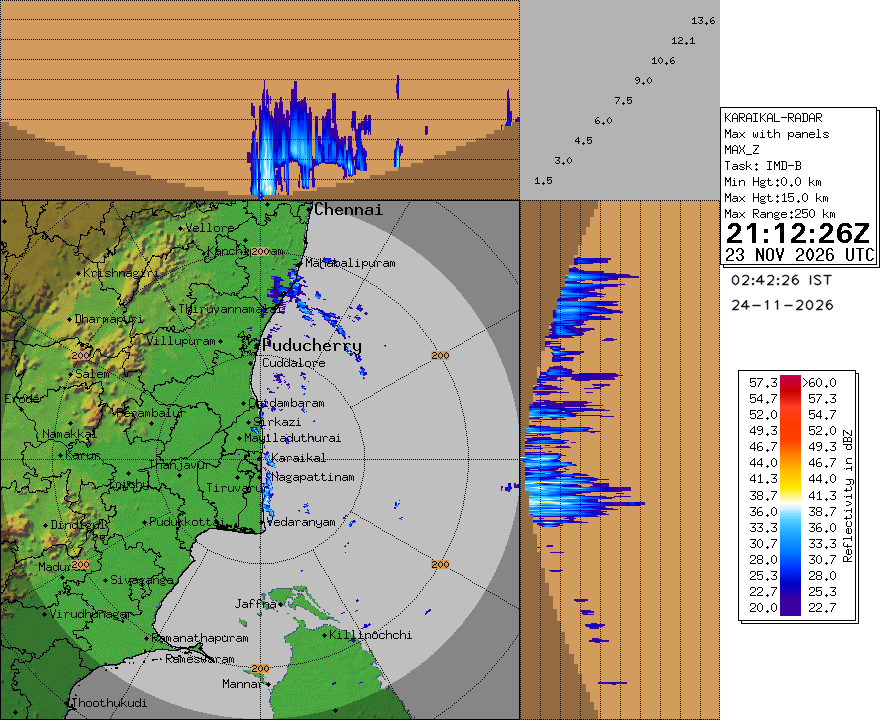 13.6
12.1
10.6
9.0
7.5
6.0
4.5
3.0
1.5
KARAIKAL-RADAR
Max with panels
MAX_Z
Task: IMD-B
Min Hgt:0.0 km
Max Hgt:15.0 km
Max Range:250 km
21:12:26Z
23 NOV 2026 UTC
02:42:26 IST
24-11-2026
Chennai
Vellore
200
Mahabalipuram
Krishnagiri
Thiruvannamalai
Dharmapuri
Villupuram
Puducherry
200
200
Cuddalore
Salem
Erode
Perambalur
Chidambaram
Sirkazi
Namakkal
Mayiladuthurai
Karur
Karaikal
Thanjavur
Nagapattinam
Tiruvaru
Dindigul
Pudukkottai
Vedaranyam
200
200
Madur
Sivaganga
Jaffna
Virudhunagar
Killinochchi
Ramanathapuram
Rameswaram
200
Mannar
Thoothukudi
57.3 >60.0
54.7 57.3
52.0 54.7
49.3 52.0
46.7 49.3
44.0 46.7
41.3 44.0
38.7 41.3
36.0 38.7
33.3 36.0
30.7 33.3
28.0 30.7
25.3 28.0
22.7 25.3
20.0 22.7
Reflectivity in dBZ